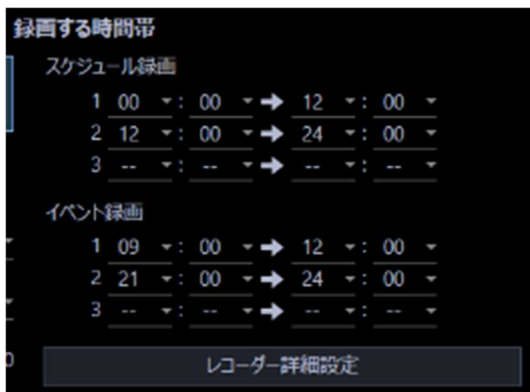 録画する時間帯
スケジュール録画
1 00 : 00 → 12 : 00
2 12 : 00 → 24 : 00
3 -- : -- → -- : --
イベント録画
1 09 : 00 → 12 : 00
2 21 : 00 → 24 : 00
3 -- : -- → -- : --
0
レコーダー詳細設定